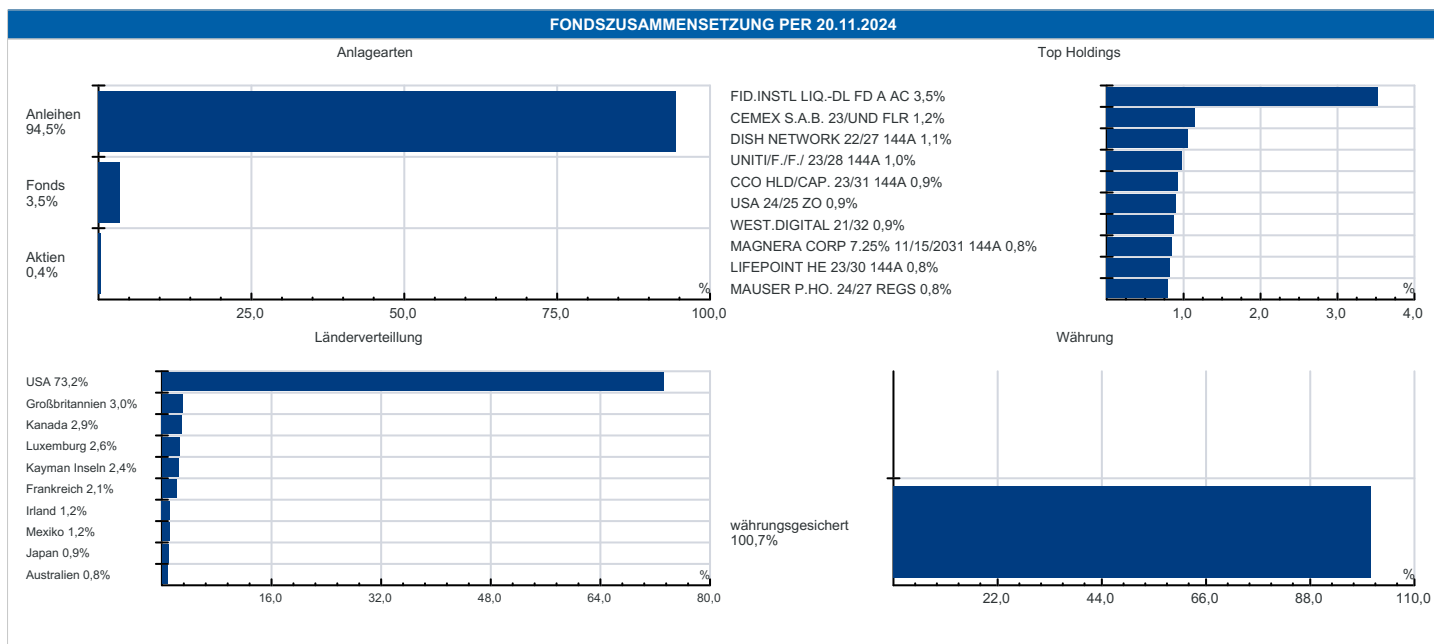 FONDSZUSAMMENSETZUNG PER 20.11.2024
Anlagearten
Anleihen
94,5%
Fonds
3,5%
Aktien
0,4%
%
25,0
50,0
75,0
100,0
Top Holdings
FID.INSTL LIQ.-DL FD A AC 3,5%
CEMEX S.A.B. 23/UND FLR 1,2%
DISH NETWORK 22/27 144A 1,1%
UNITI/F./F./ 23/28 144A 1,0%
CCO HLD/CAP. 23/31 144A 0,9%
USA 24/25 ZO 0,9%
WEST.DIGITAL 21/32 0,9%
MAGNERA CORP 7.25% 11/15/2031 144A 0,8%
LIFEPOINT HE 23/30 144A 0,8%
MAUSER P.HO. 24/27 REGS 0,8%
%
1,0
2,0
3,0
4,0
Länderverteillung
USA 73,2%
Großbritannien 3,0%
Kanada 2,9%
Luxemburg 2,6%
Kayman Inseln 2,4%
Frankreich 2,1%
Irland 1,2%
Mexiko 1,2%
Japan 0,9%
Australien 0,8%
%
16,0
32,0
48,0
64,0
80,0
Währung
währungsgesichert
100,7%
%
22,0
44,0
66,0
88,0
110,0